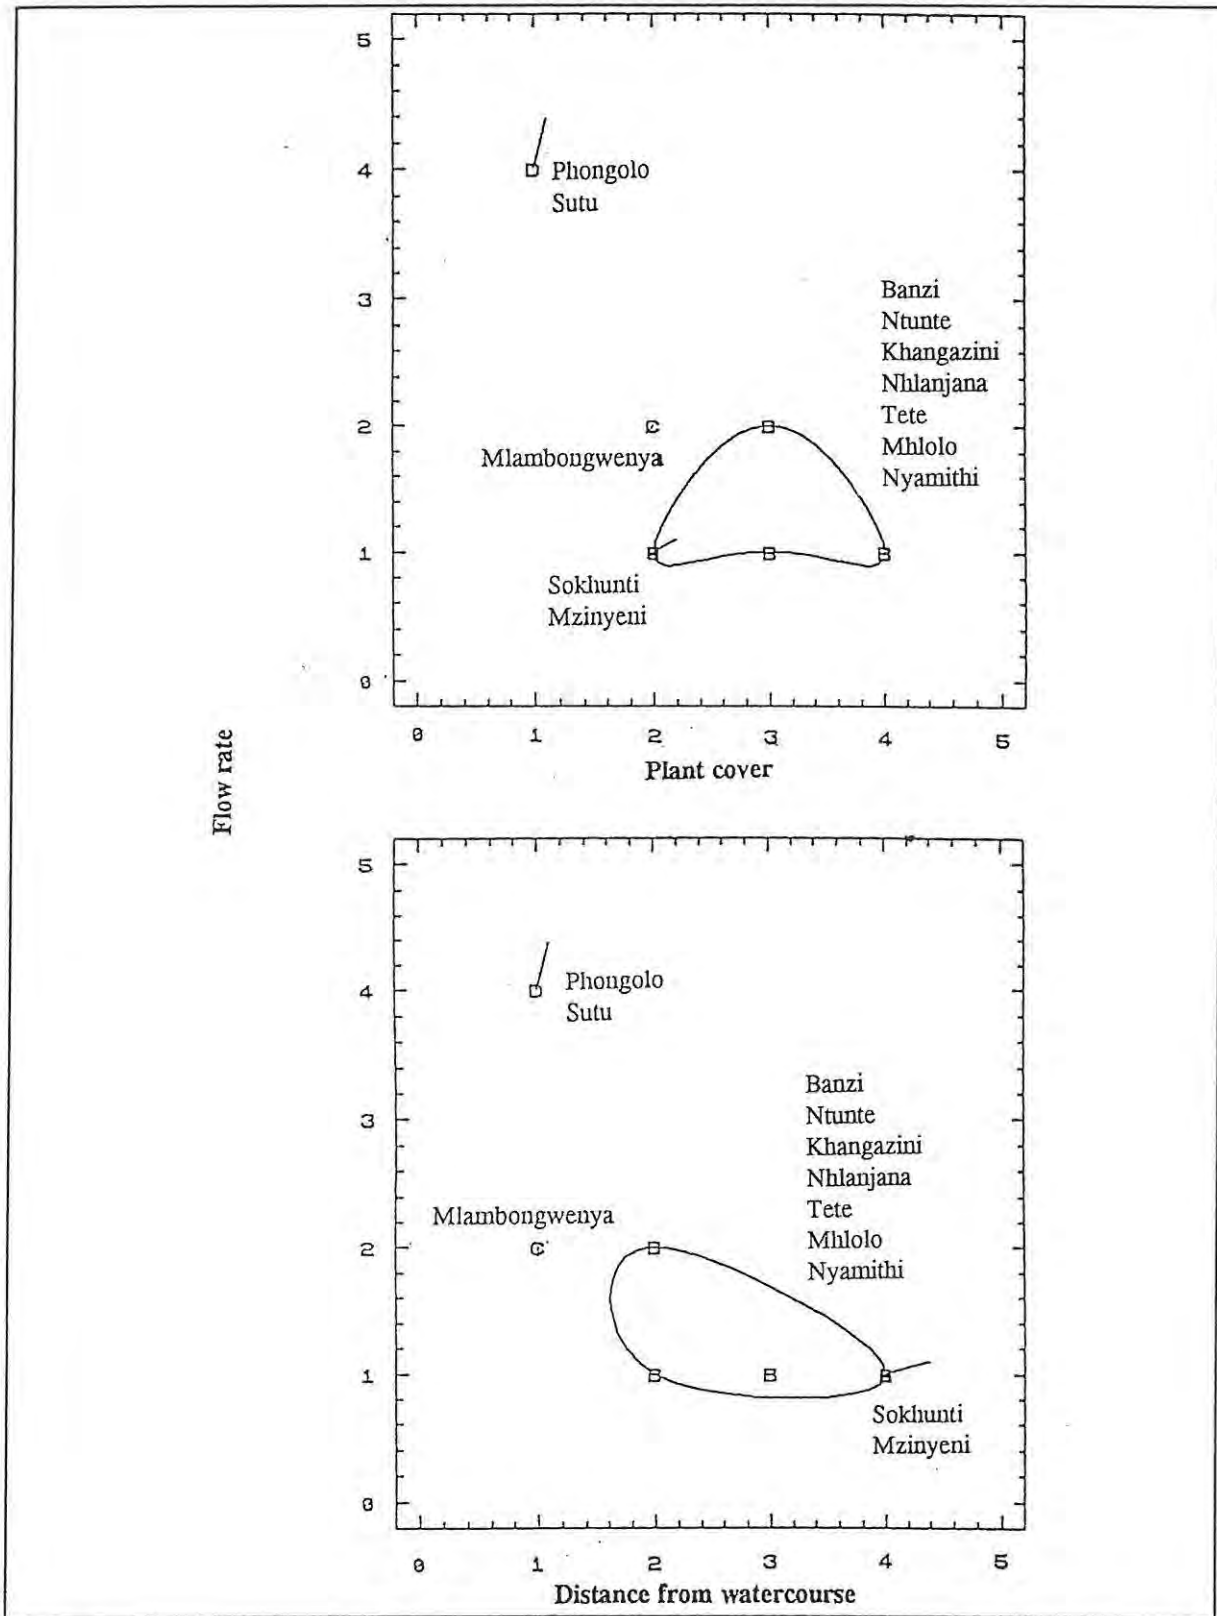 5
4
Phongolo
Sutu
3
Banzi
Ntunte
Khangazini
Nhlanjana
Tete
Mhlolo
Nyamithi
2
Mlambongwenya
1
Sokhunti
Mzinyeni
0
0 1 2 3 4 5
Plant cover
Flow rate
5
4
Phongolo
Sutu
3
Banzi
Ntunte
Khangazini
Nhlanjana
Tete
Mhlolo
Nyamithi
Mlambongwenya
2
1
Sokhunti
Mzinyeni
0
0 1 2 3 4 5
Distance from watercourse